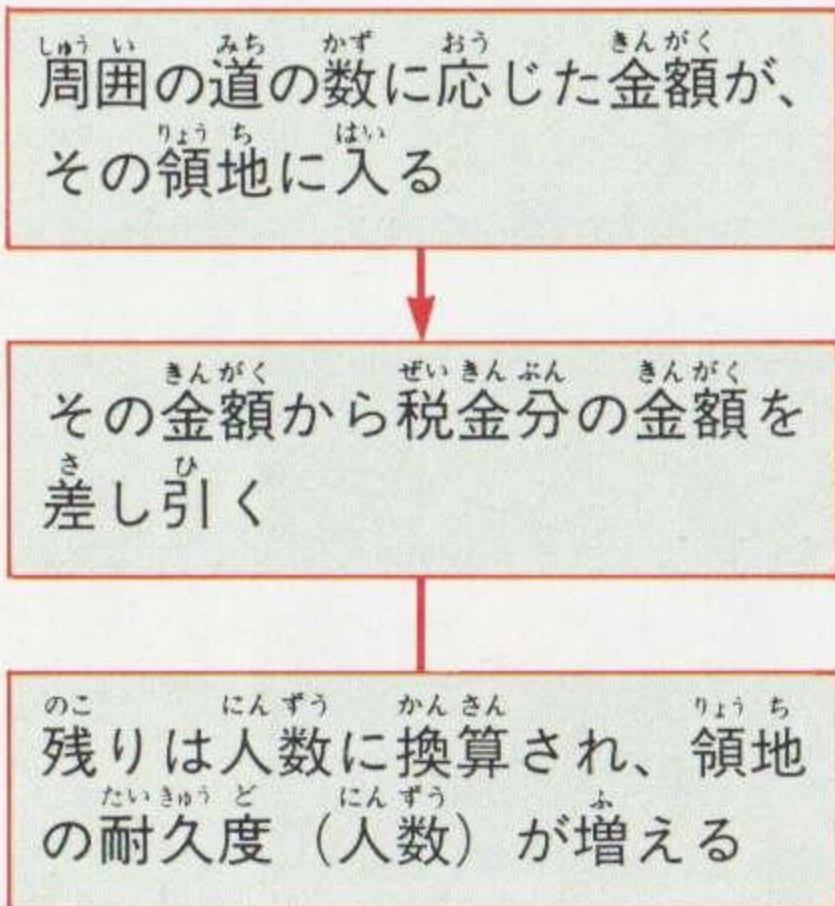 周囲の道の数に応じた金額が、
その領地に入る
その金額から税金分の金額を
差し引く
残りは人数に換算され、領地
の耐久度（人数）が増える